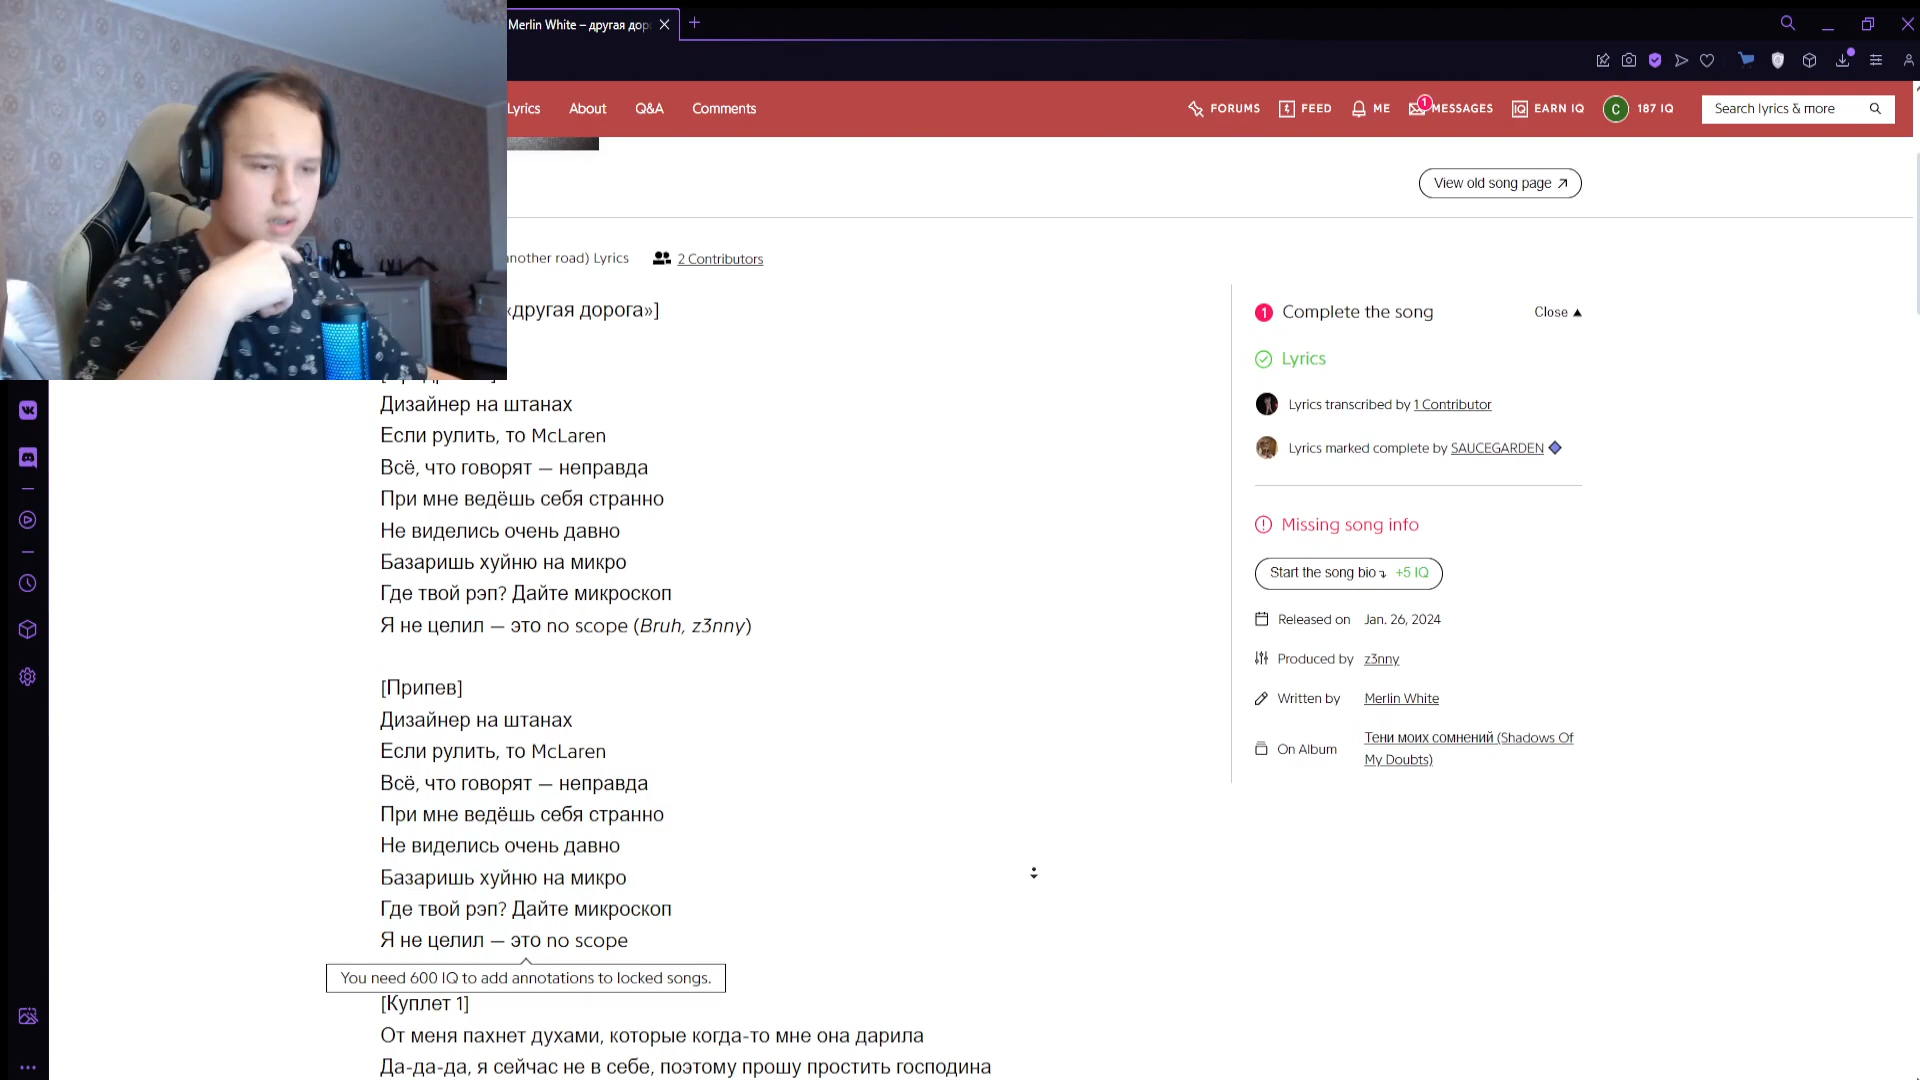 Merlin White – другая дор
Lyrics
About
Q&A
Comments
FORUMS
FEED
ME
1
MESSAGES
EARN IQ
C
187 IQ
Search lyrics & more
View old song page
another road) Lyrics
2 Contributors
«другая дорога»]
Дизайнер на штанах
Если рулить, то McLaren
Всё, что говорят — неправда
При мне ведёшь себя странно
Не виделись очень давно
Базаришь хуйню на микро
Где твой рэп? Дайте микроскоп
Я не целил — это no scope (Bruh, z3nny)
[Припев]
Дизайнер на штанах
Если рулить, то McLaren
Всё, что говорят — неправда
При мне ведёшь себя странно
Не виделись очень давно
Базаришь хуйню на микро
Где твой рэп? Дайте микроскоп
Я не целил — это no scope
You need 600 IQ to add annotations to locked songs.
[Куплет 1]
От меня пахнет духами, которые когда-то мне она дарила
Да-да-да, я сейчас не в себе, поэтому прошу простить господина
1 Complete the song
Close
Lyrics
Lyrics transcribed by 1 Contributor
Lyrics marked complete by SAUCEGARDEN
Missing song info
Start the song bio +5 IQ
Released on Jan. 26, 2024
Produced by z3nny
Written by Merlin White
On Album Тени моих сомнений (Shadows Of
My Doubts)